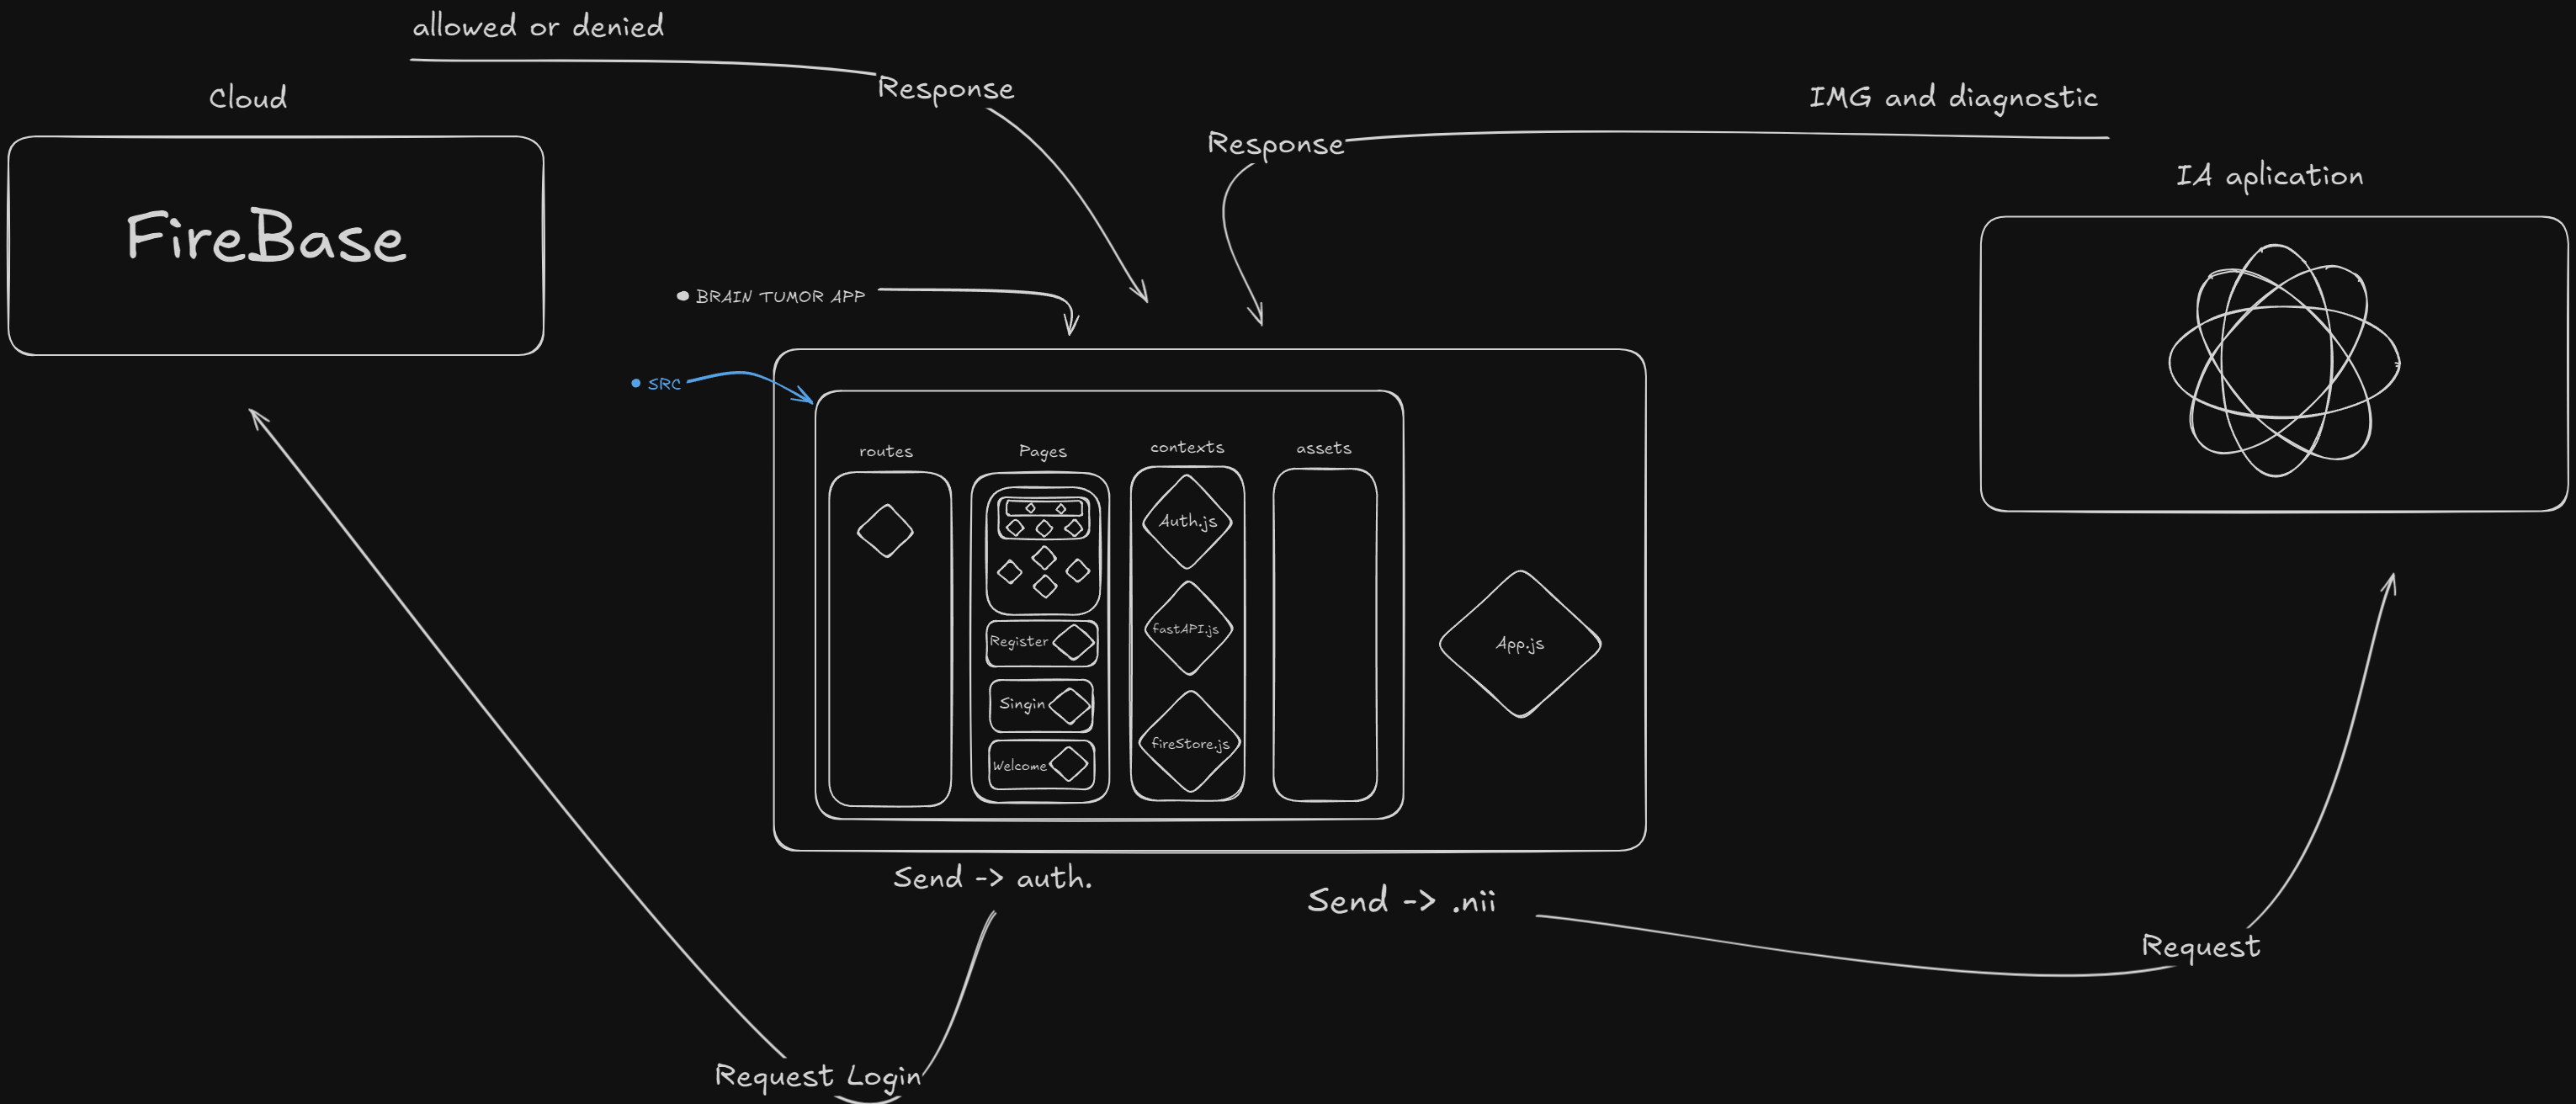 allowed or denied
Response
Cloud
FireBase
IMG and diagnostic
Response
IA aplication
BRAIN TUMOR APP
SRC
routes
Pages
contexts
assets
Auth.js
fastAPI.js
fireStore.js
Register
Singin
Welcome
App.js
Send -> auth.
Send -> .nii
Request
Request Login